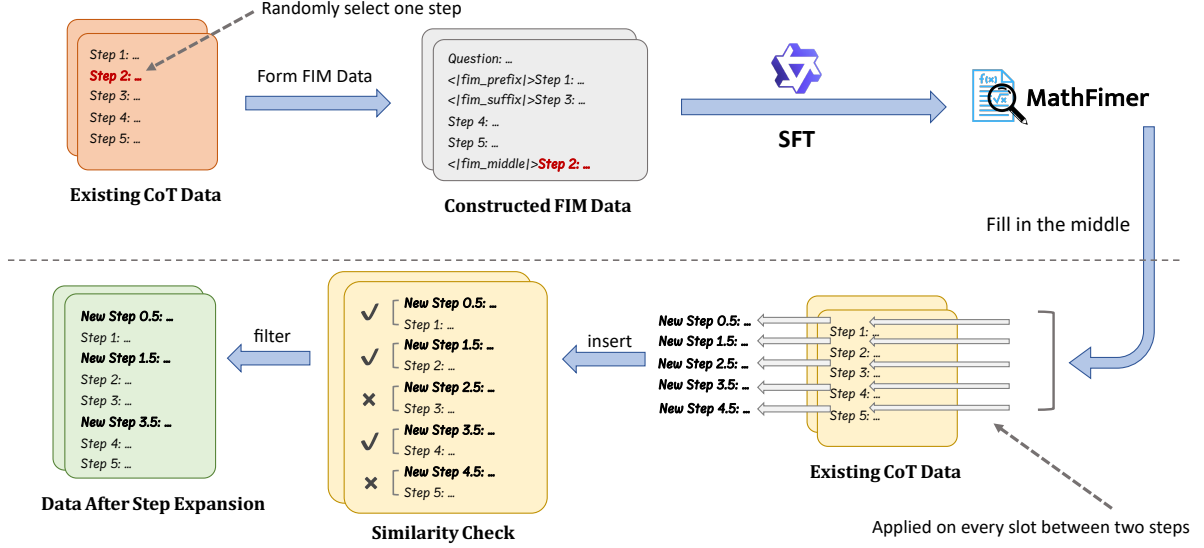 Randomly select one step
Step 1: ...
Step 2: ...
Step 3: ...
Step 4: ...
Step 5: ...
Existing CoT Data
Form FIM Data
Question: ...
<|fim_prefix|>Step 1: ...
<|fim_suffix|>Step 3: ...
Step 4: ...
Step 5: ...
<|fim_middle|>Step 2: ...
Constructed FIM Data
SFT
f(x)
√x
MathFimer
Fill in the middle
New Step 0.5: ...
Step 1: ...
New Step 1.5: ...
Step 2: ...
Step 3: ...
New Step 3.5: ...
Step 4: ...
Step 5: ...
Data After Step Expansion
filter
New Step 0.5: ...
Step 1: ...
New Step 1.5: ...
Step 2: ...
New Step 2.5: ...
Step 3: ...
New Step 3.5: ...
Step 4: ...
New Step 4.5: ...
Step 5: ...
Similarity Check
insert
New Step 0.5: ...
New Step 1.5: ...
New Step 2.5: ...
New Step 3.5: ...
New Step 4.5: ...
Step 1: ...
Step 2: ...
Step 3: ...
Step 4: ...
Step 5: ...
Existing CoT Data
Applied on every slot between two steps